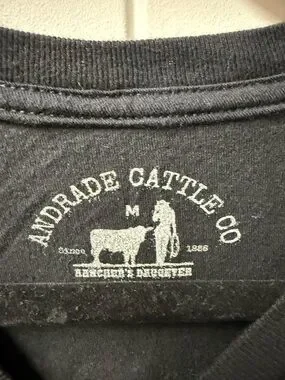 ANDRADE CATTLE CO
M
Since 1886
RANCHER'S DAUGHTER